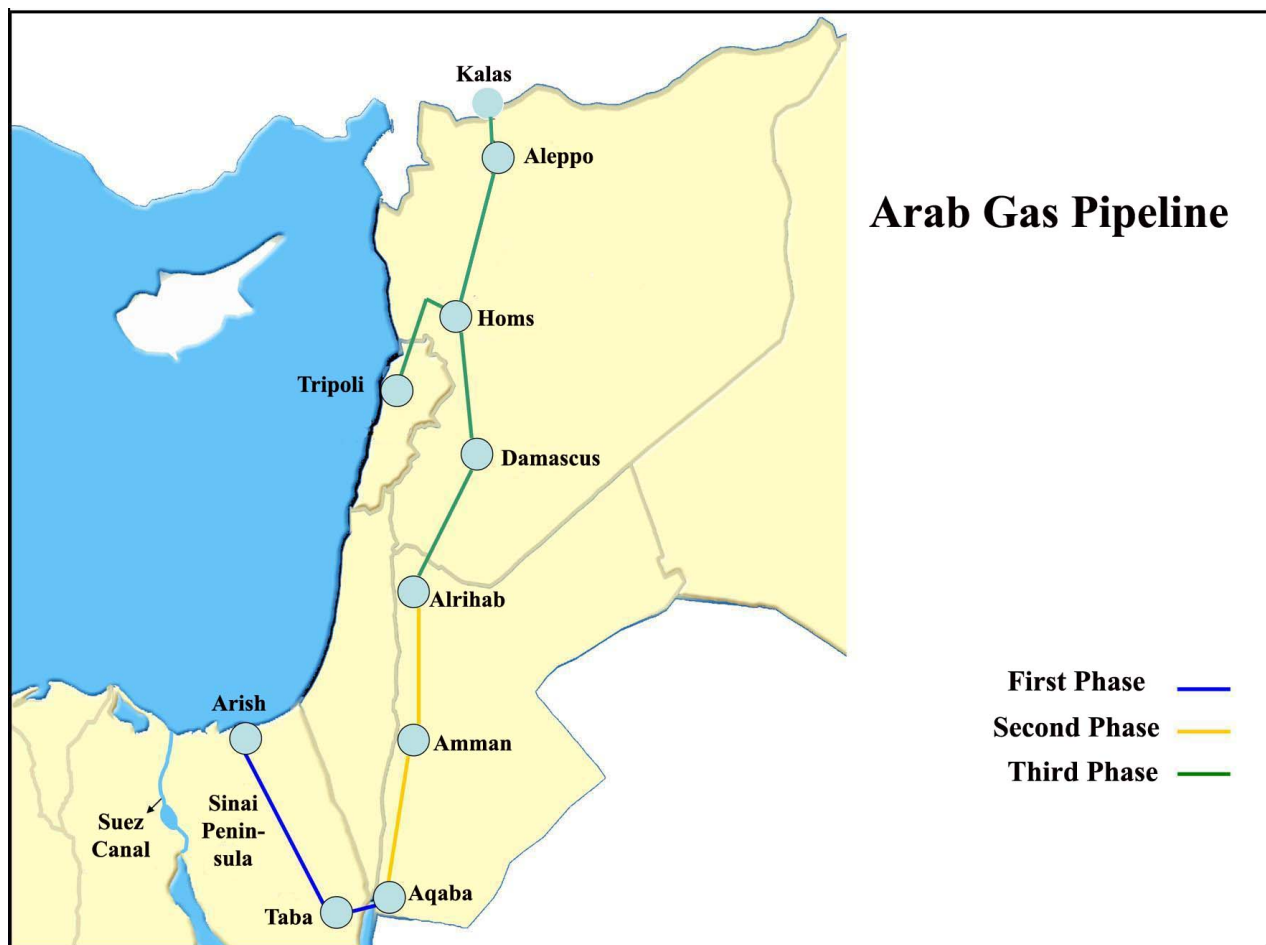 Kalas
Aleppo
Arab Gas Pipeline
Homs
Tripoli
Damascus
Alrihab
First Phase
Arish
Second Phase
Amman
Third Phase
Sinai
Suez
Penin-
Canal
sula
Aqaba
Taba